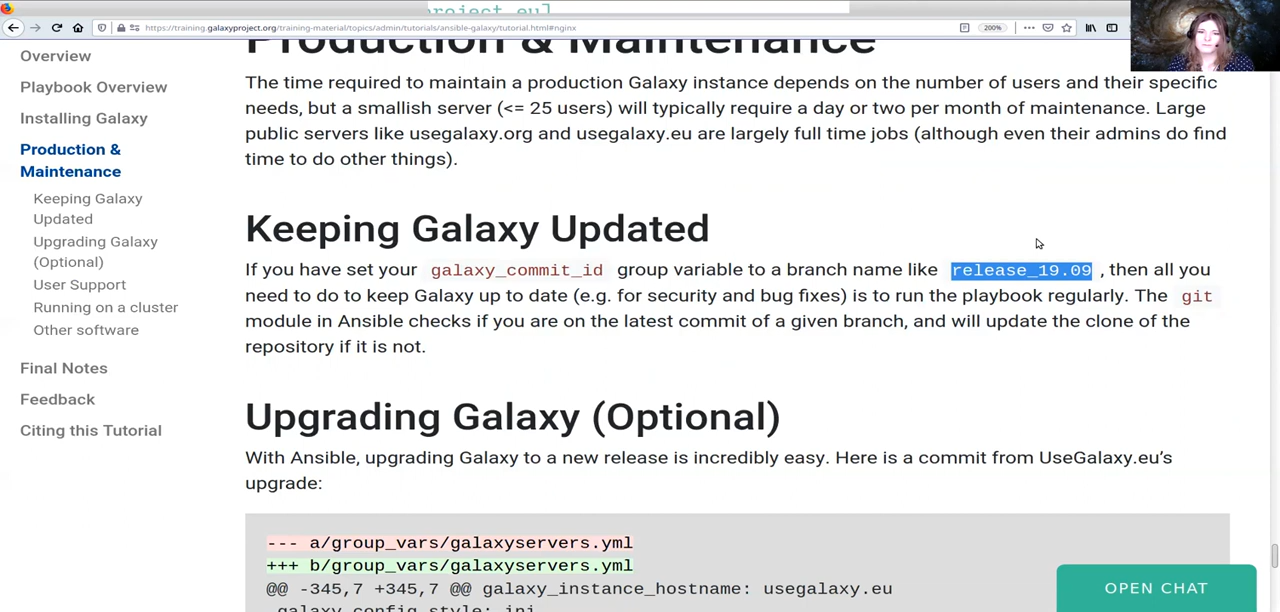 project.eu]
https://training.galaxyproject.org/training-material/topics/admin/tutorials/ansible-galaxy/tutorial.html#nginx
200%
Overview
Playbook Overview
Installing Galaxy
Production &
Maintenance
Keeping Galaxy
Updated
Upgrading Galaxy
(Optional)
User Support
Running on a cluster
Other software
Final Notes
Feedback
Citing this Tutorial
Production & Maintenance
The time required to maintain a production Galaxy instance depends on the number of users and their specific
needs, but a smallish server (<= 25 users) will typically require a day or two per month of maintenance. Large
public servers like usegalaxy.org and usegalaxy.eu are largely full time jobs (although even their admins do find
time to do other things).
Keeping Galaxy Updated
If you have set your galaxy_commit_id group variable to a branch name like release_19.09 , then all you
need to do to keep Galaxy up to date (e.g. for security and bug fixes) is to run the playbook regularly. The git
module in Ansible checks if you are on the latest commit of a given branch, and will update the clone of the
repository if it is not.
Upgrading Galaxy (Optional)
With Ansible, upgrading Galaxy to a new release is incredibly easy. Here is a commit from UseGalaxy.eu's
upgrade:
--- a/group_vars/galaxyservers.yml
+++ b/group_vars/galaxyservers.yml
@@ -345,7 +345,7 @@ galaxy_instance_hostname: usegalaxy.eu
galaxy_config_style: ini
OPEN CHAT